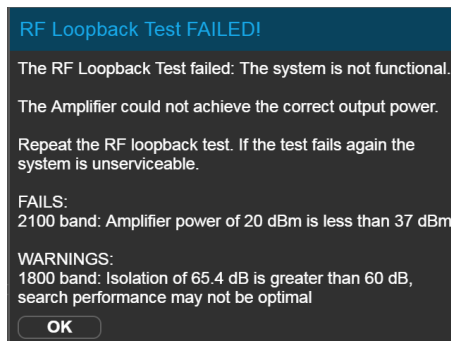 RF Loopback Test FAILED!
The RF Loopback Test failed: The system is not functional.
The Amplifier could not achieve the correct output power.
Repeat the RF loopback test. If the test fails again the
system is unserviceable.
FAILS:
2100 band: Amplifier power of 20 dBm is less than 37 dBm
WARNINGS:
1800 band: Isolation of 65.4 dB is greater than 60 dB,
search performance may not be optimal
OK